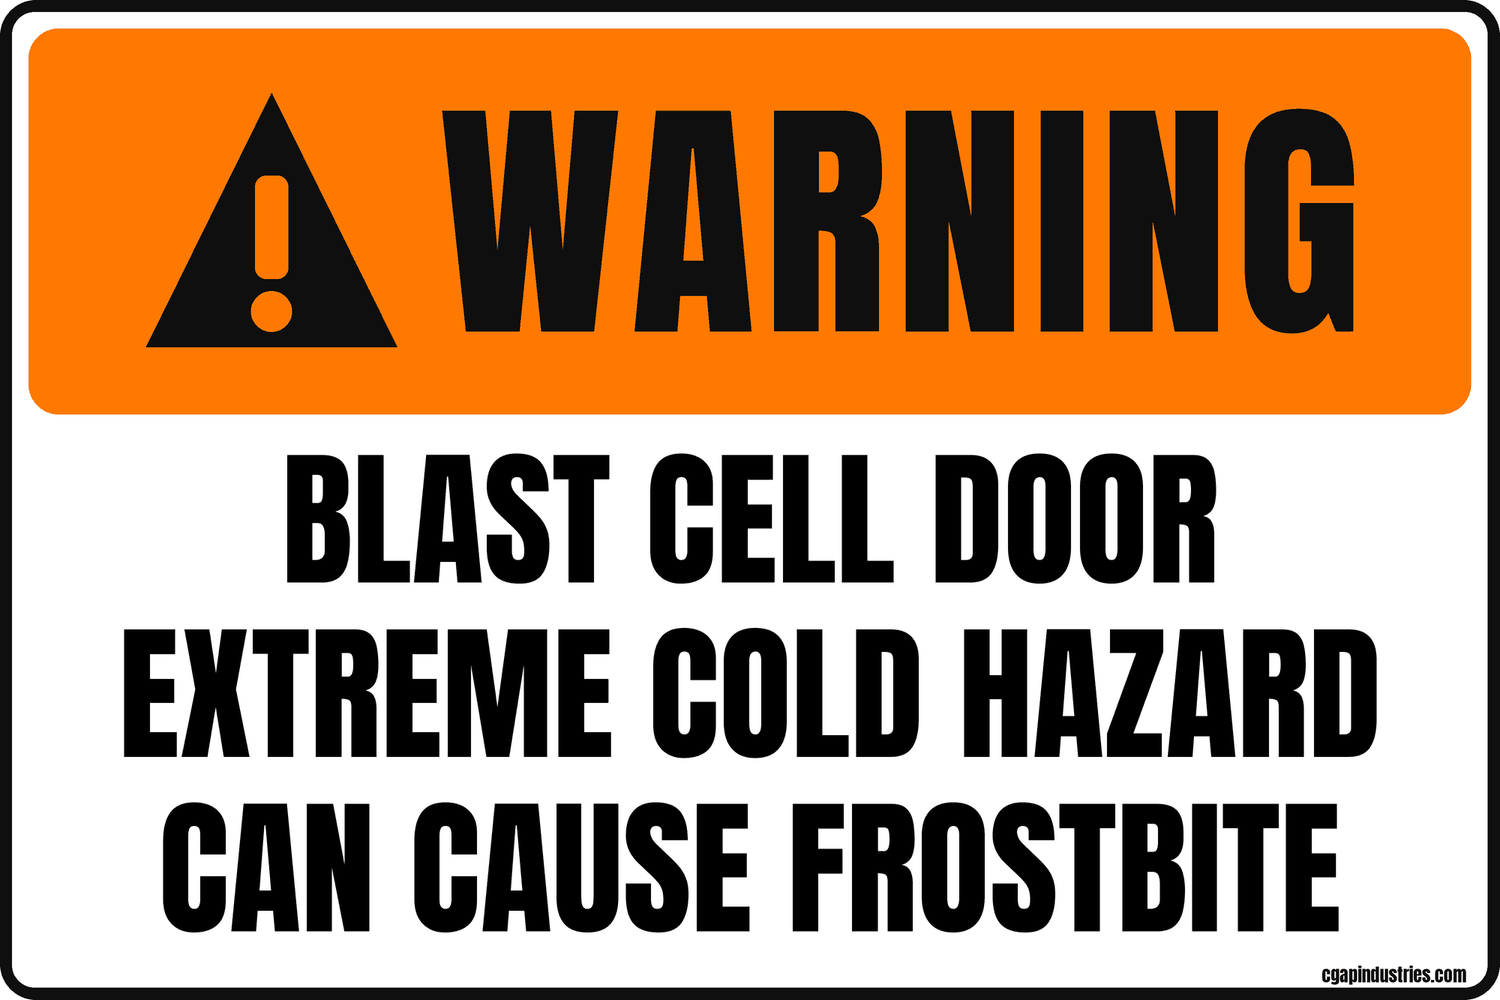 WARNING
BLAST CELL DOOR
EXTREME COLD HAZARD
CAN CAUSE FROSTBITE
cgapindustries.com